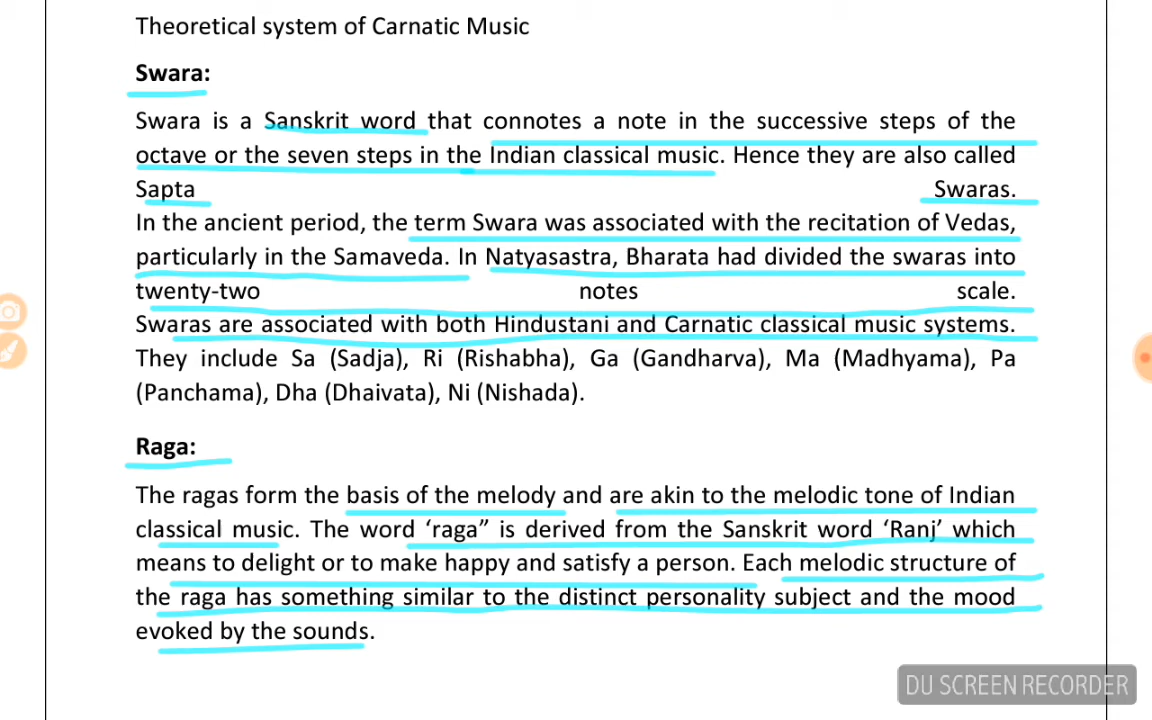 Theoretical system of Carnatic Music
Swara:
Swara is a Sanskrit word that connotes a note in the successive steps of the
octave or the seven steps in the Indian classical music. Hence they are also called
Sapta Swaras.
In the ancient period, the term Swara was associated with the recitation of Vedas,
particularly in the Samaveda. In Natyasastra, Bharata had divided the swaras into
twenty-two notes scale.
Swaras are associated with both Hindustani and Carnatic classical music systems.
They include Sa (Sadja), Ri (Rishabha), Ga (Gandharva), Ma (Madhyama), Pa
(Panchama), Dha (Dhaivata), Ni (Nishada).
Raga:
The ragas form the basis of the melody and are akin to the melodic tone of Indian
classical music. The word ‘raga” is derived from the Sanskrit word ‘Ranj’ which
means to delight or to make happy and satisfy a person. Each melodic structure of
the raga has something similar to the distinct personality subject and the mood
evoked by the sounds.
DU SCREEN RECORDER